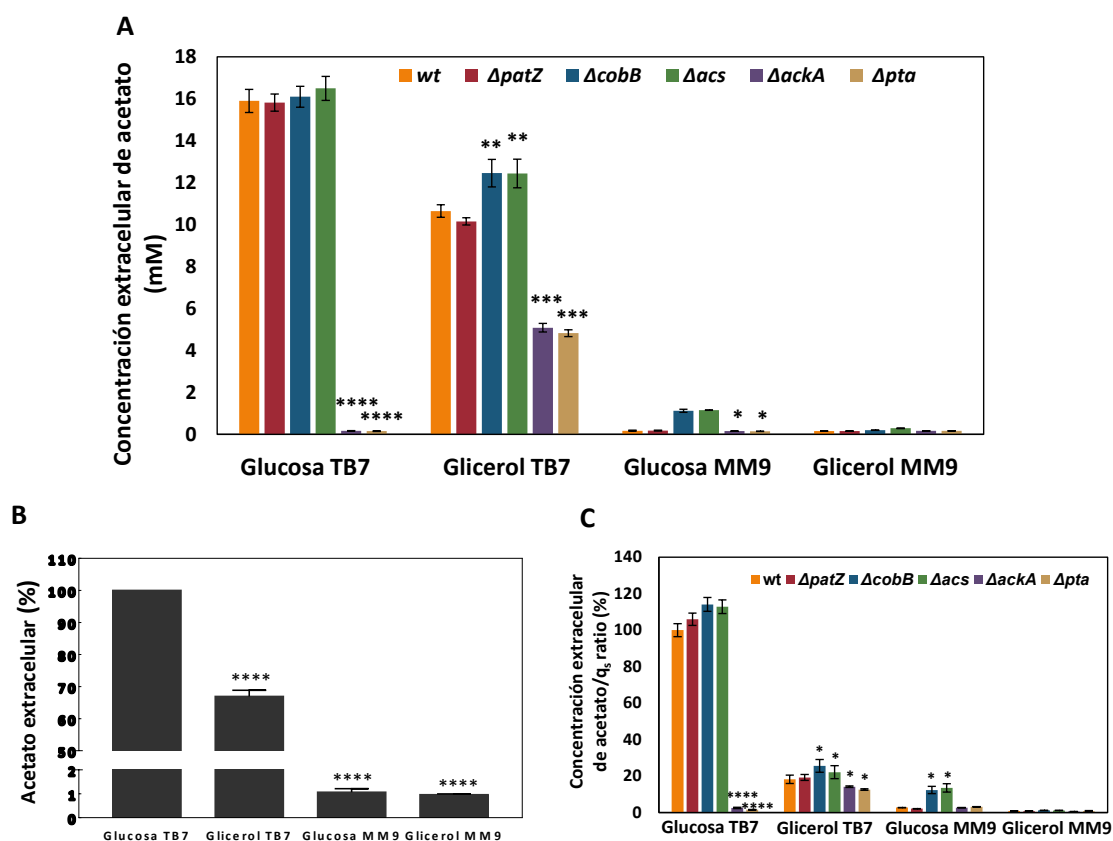 A
Concentración extracelular de acetato
(mM)
18
16
14
12
10
8
6
4
2
0
wt ΔpatZ ΔcobB Δacs ΔackA Δpta
**** **** ** ** *** *** * *
Glucosa TB7 Glicerol TB7 Glucosa MM9 Glicerol MM9
B
Acetato extracelular (%)
110
100
90
80
70
60
50
2
1
0
**** **** ****
Glucosa TB7 Glicerol TB7 Glucosa MM9 Glicerol MM9
C
Concentración extracelular
de acetato/qs ratio (%)
140
120
100
80
60
40
20
0
wt ΔpatZ ΔcobB Δacs ΔackA Δpta
**** **** * * * * * *
Glucosa TB7 Glicerol TB7 Glucosa MM9 Glicerol MM9